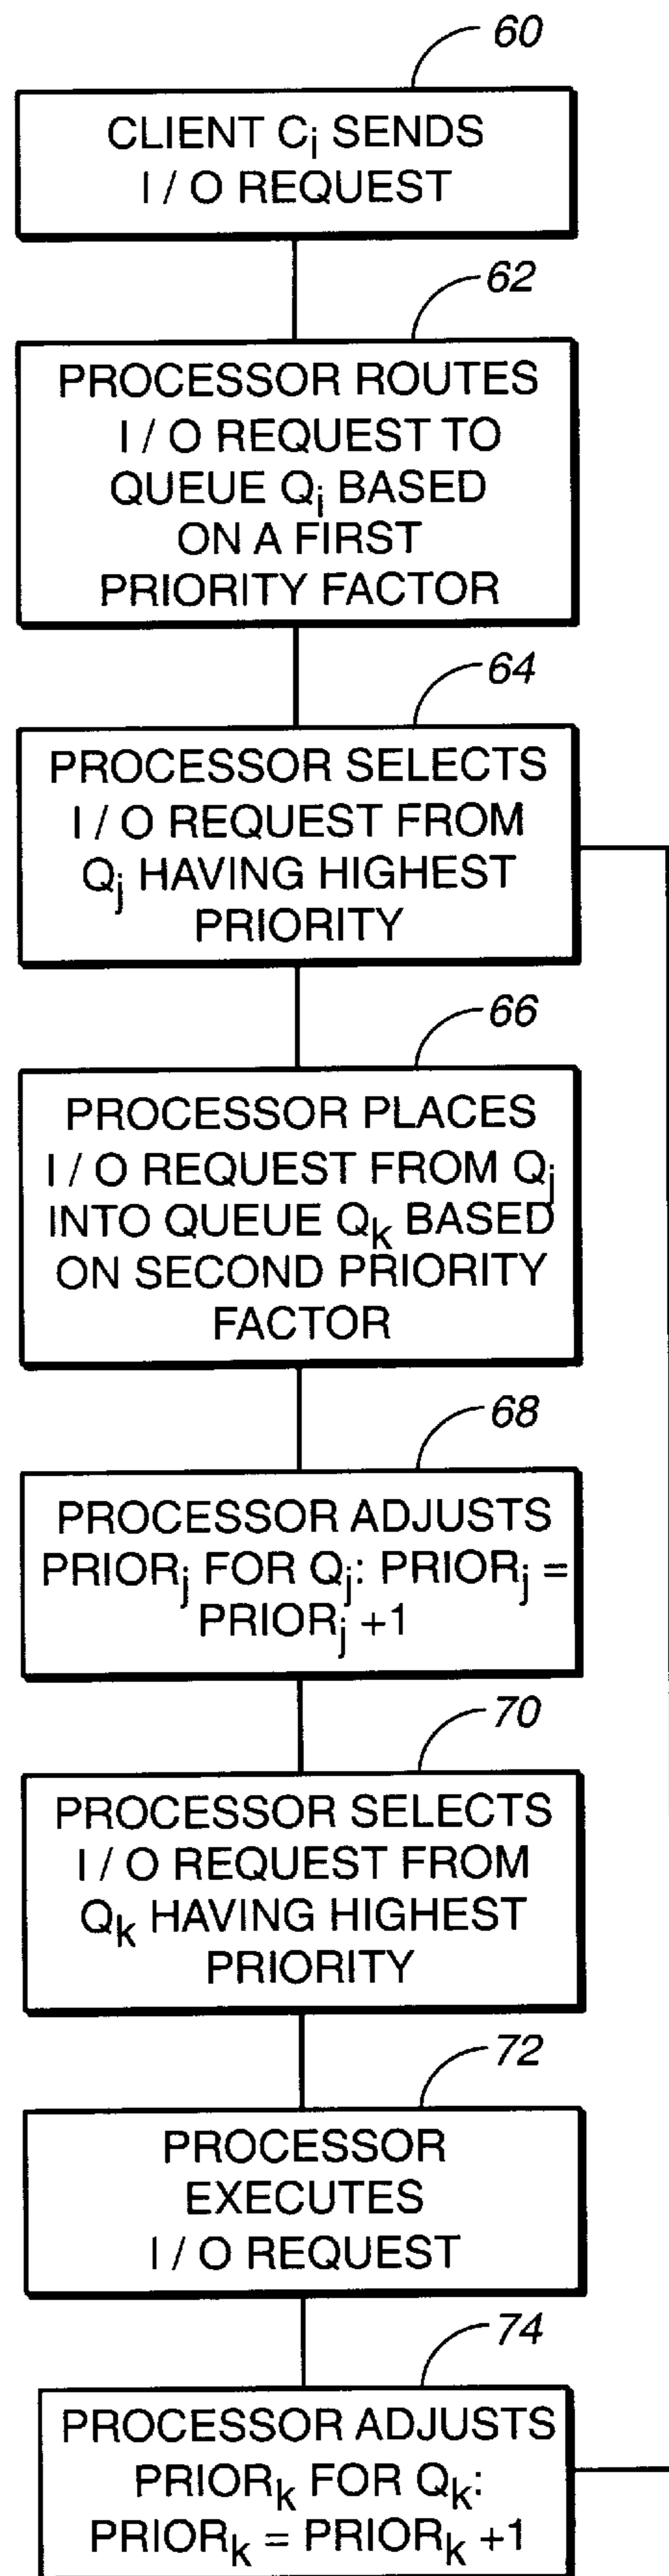 60
CLIENT Ci SENDS
I / O REQUEST
62
PROCESSOR ROUTES
I / O REQUEST TO
QUEUE Qi BASED
ON A FIRST
PRIORITY FACTOR
64
PROCESSOR SELECTS
I / O REQUEST FROM
Qj HAVING HIGHEST
PRIORITY
66
PROCESSOR PLACES
I / O REQUEST FROM Qj
INTO QUEUE Qk BASED
ON SECOND PRIORITY
FACTOR
68
PROCESSOR ADJUSTS
PRIORj FOR Qj: PRIORj =
PRIORj +1
70
PROCESSOR SELECTS
I / O REQUEST FROM
Qk HAVING HIGHEST
PRIORITY
72
PROCESSOR
EXECUTES
I / O REQUEST
74
PROCESSOR ADJUSTS
PRIORk FOR Qk:
PRIORk = PRIORk +1